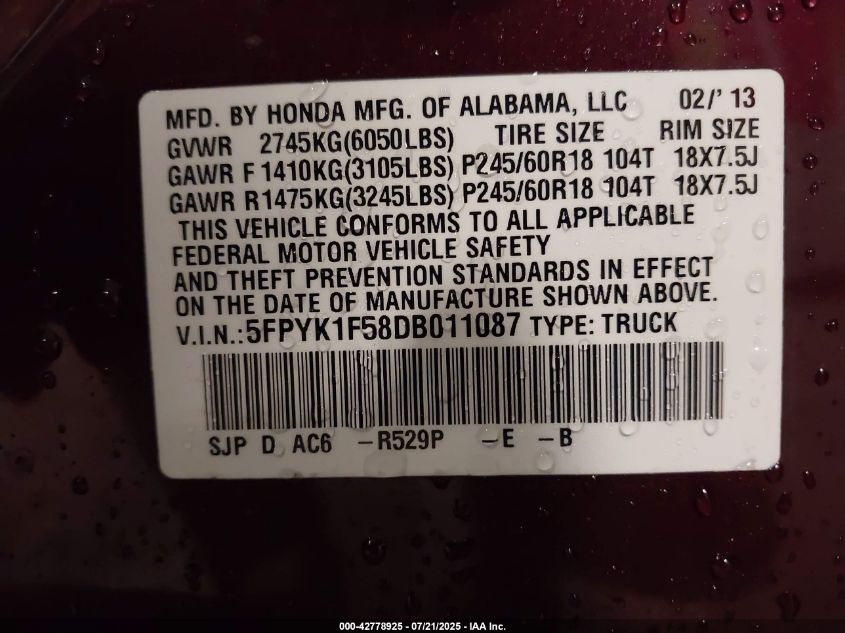 MFD. BY HONDA MFG. OF ALABAMA, LLC 02/' 13
GVWR 2745KG(6050LBS) TIRE SIZE RIM SIZE
GAWR F 1410KG(3105LBS) P245/60R18 104T 18X7.5J
GAWR R1475KG(3245LBS) P245/60R18 104T 18X7.5J
THIS VEHICLE CONFORMS TO ALL APPLICABLE
FEDERAL MOTOR VEHICLE SAFETY
AND THEFT PREVENTION STANDARDS IN EFFECT
ON THE DATE OF MANUFACTURE SHOWN ABOVE.
V.I.N.:5FPYK1F58DB011087 TYPE: TRUCK
SJP D AC6 –R529P –E –B
000-42778925 - 07/21/2025 - IAA Inc.